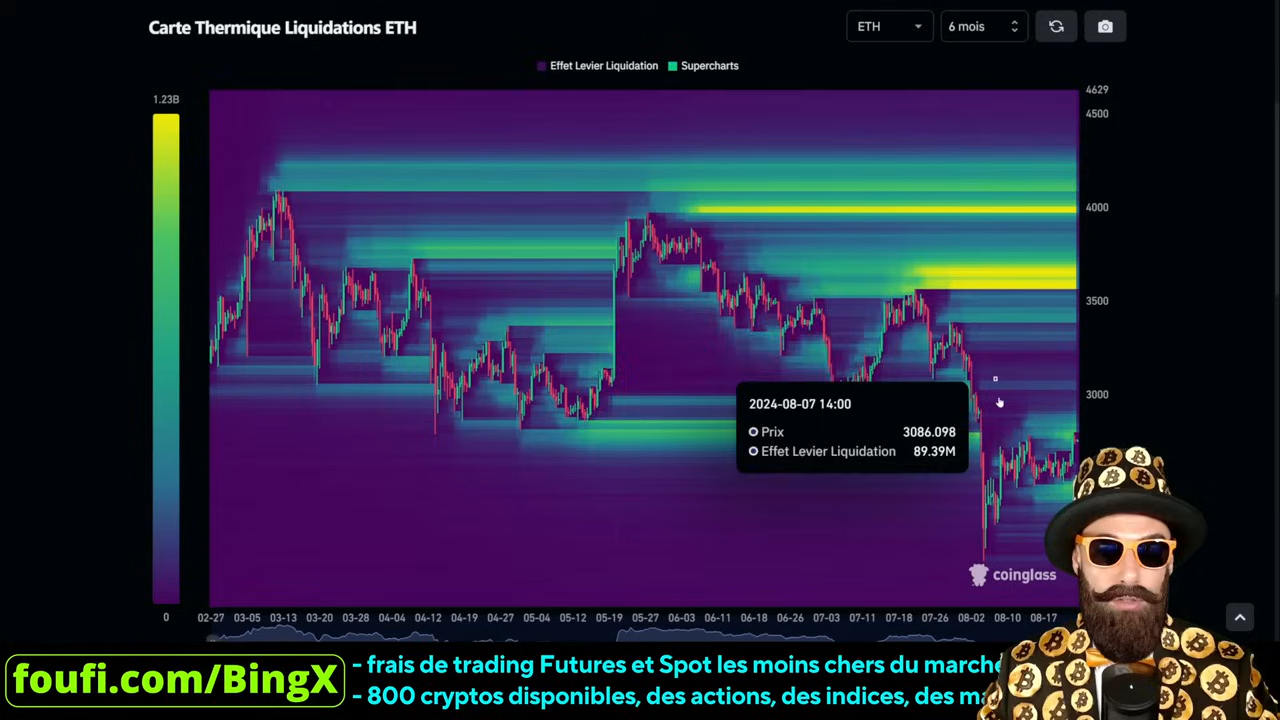 Carte Thermique Liquidations ETH
ETH
6 mois
Effet Levier Liquidation
Supercharts
1.23B
4629
4500
4000
3500
3000
2024-08-07 14:00
Prix 3086.098
Effet Levier Liquidation 89.39M
coinglass
0
02-27 03-05 03-13 03-20 03-28 04-04 04-12 04-19 04-27 05-04 05-12 05-19 05-27 06-03 06-11 06-18 06-26 07-03 07-11 07-18 07-26 08-02 08-10 08-17
foufi.com/BingX
- frais de trading Futures et Spot les moins chers du marché
- 800 cryptos disponibles, des actions, des indices, des